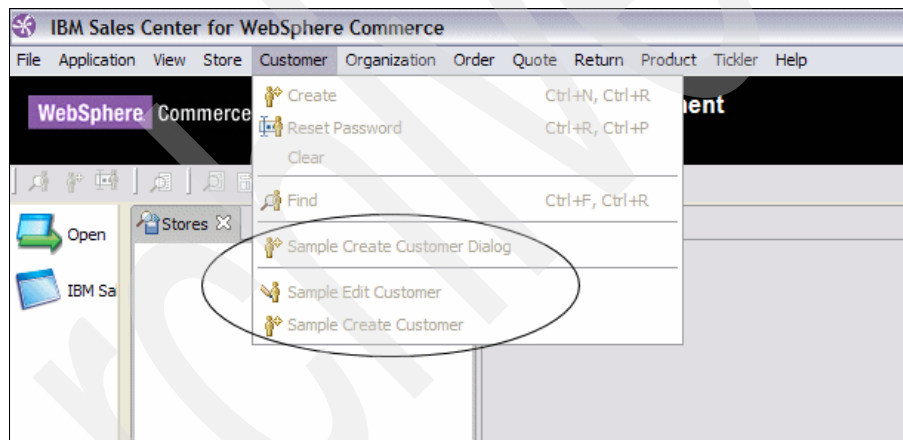 IBM Sales Center for WebSphere Commerce
File Application View Store Customer Organization Order Quote Return Product Tickler Help
WebSphere Commerce
Create Ctrl+N, Ctrl+R
Reset Password Ctrl+R, Ctrl+P
Clear
Find Ctrl+F, Ctrl+R
Sample Create Customer Dialog
Sample Edit Customer
Sample Create Customer
Stores
Open
IBM Sa